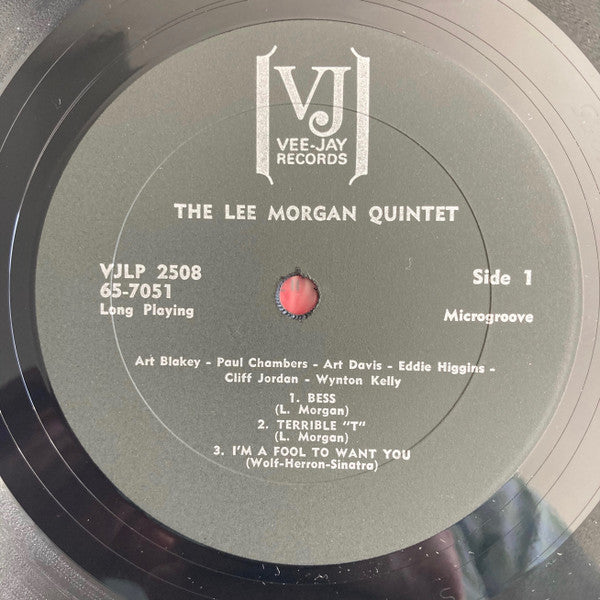 VJ
VEE-JAY
RECORDS
THE LEE MORGAN QUINTET
VJLP 2508
65-7051
Long Playing
Side 1
Microgroove
Art Blakey - Paul Chambers - Art Davis - Eddie Higgins -
Cliff Jordan - Wynton Kelly
1. BESS
(L. Morgan)
2. TERRIBLE "T"
(L. Morgan)
3. I'M A FOOL TO WANT YOU
(Wolf-Herron-Sinatra)